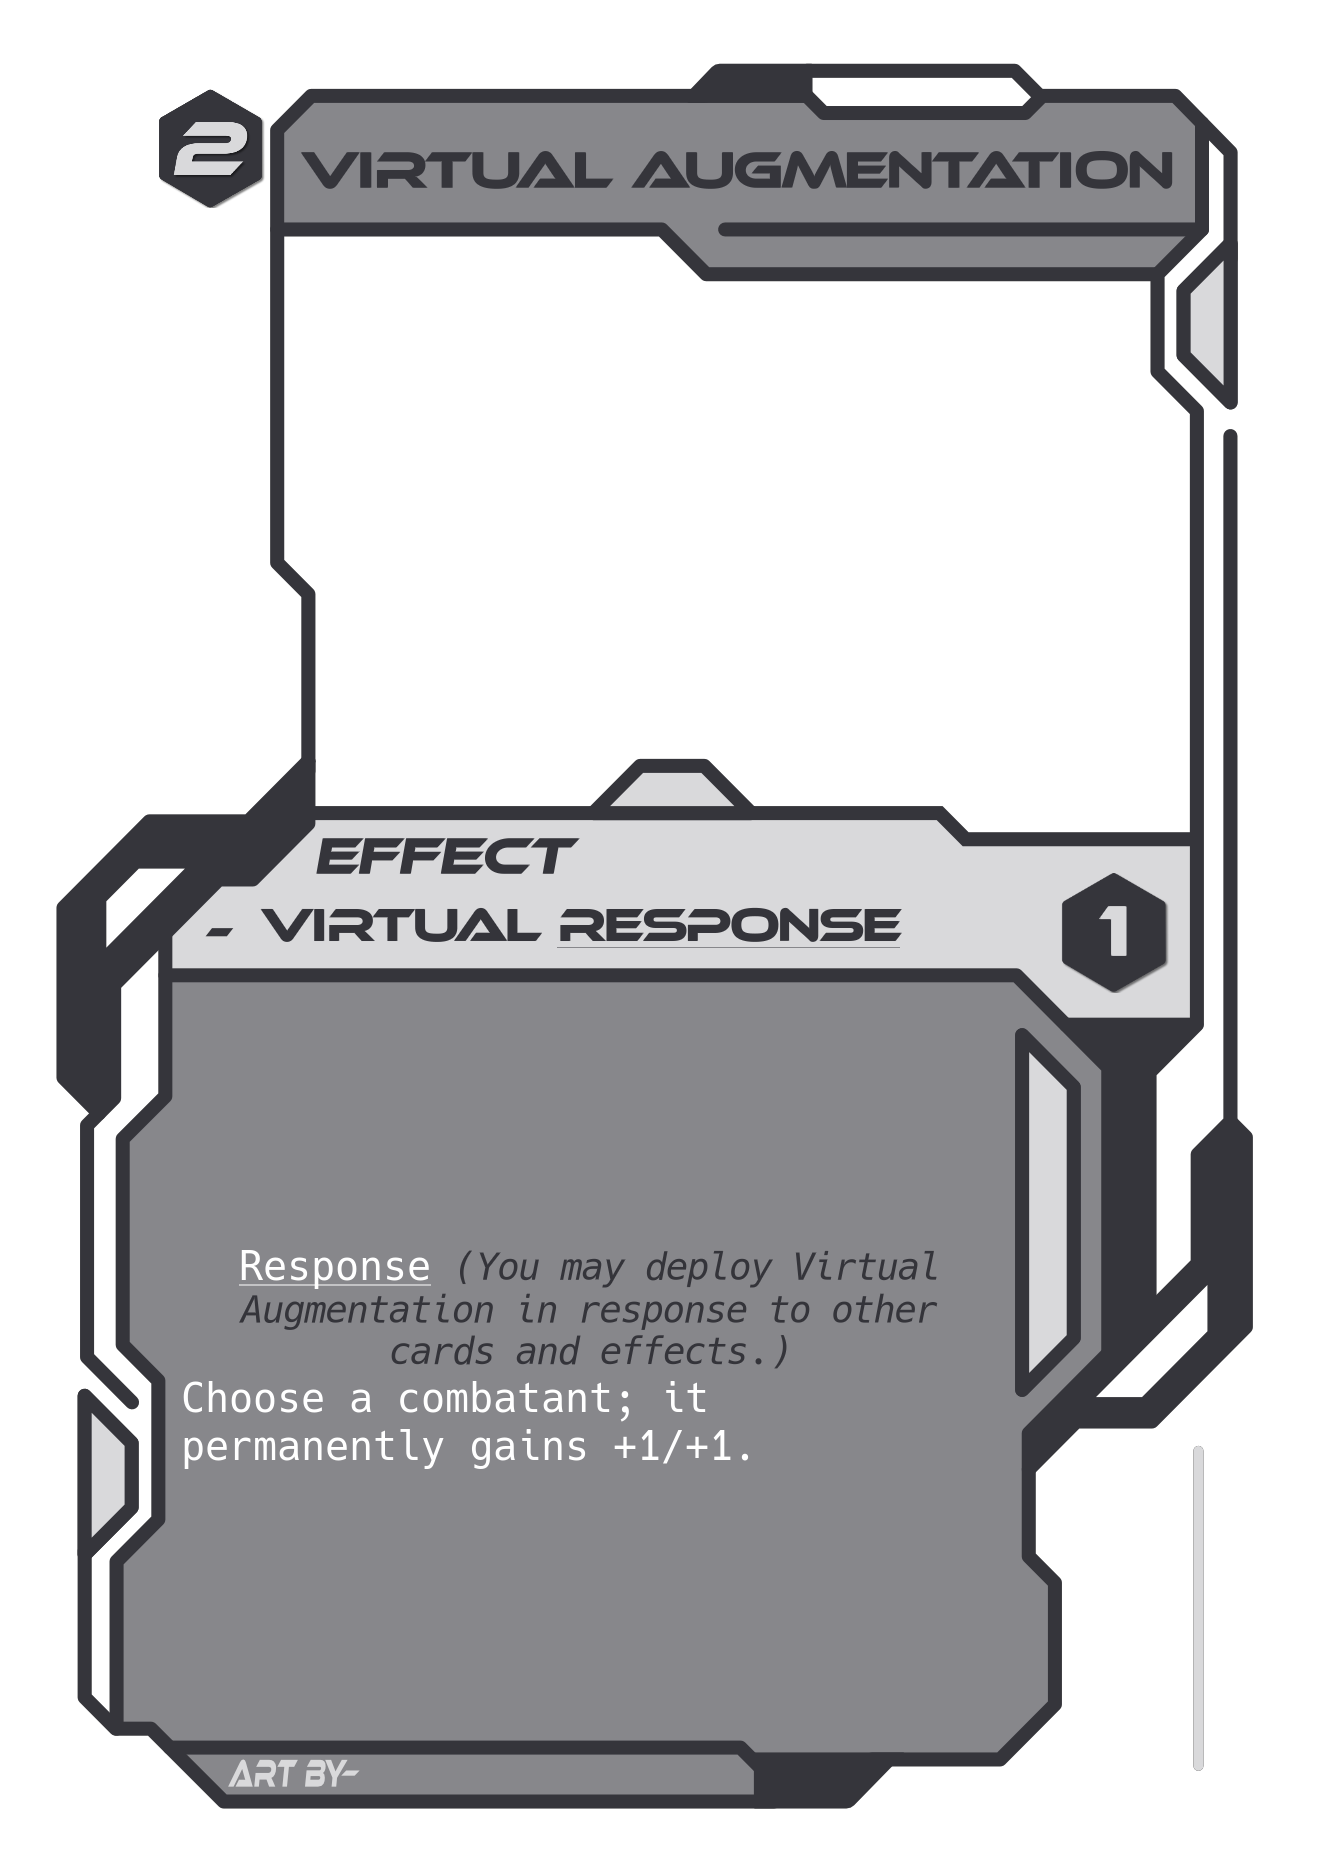 2
VIRTUAL AUGMENTATION
EFFECT
- VIRTUAL RESPONSE
1
Response (You may deploy Virtual
Augmentation in response to other
cards and effects.)
Choose a combatant; it
permanently gains +1/+1.
ART BY-